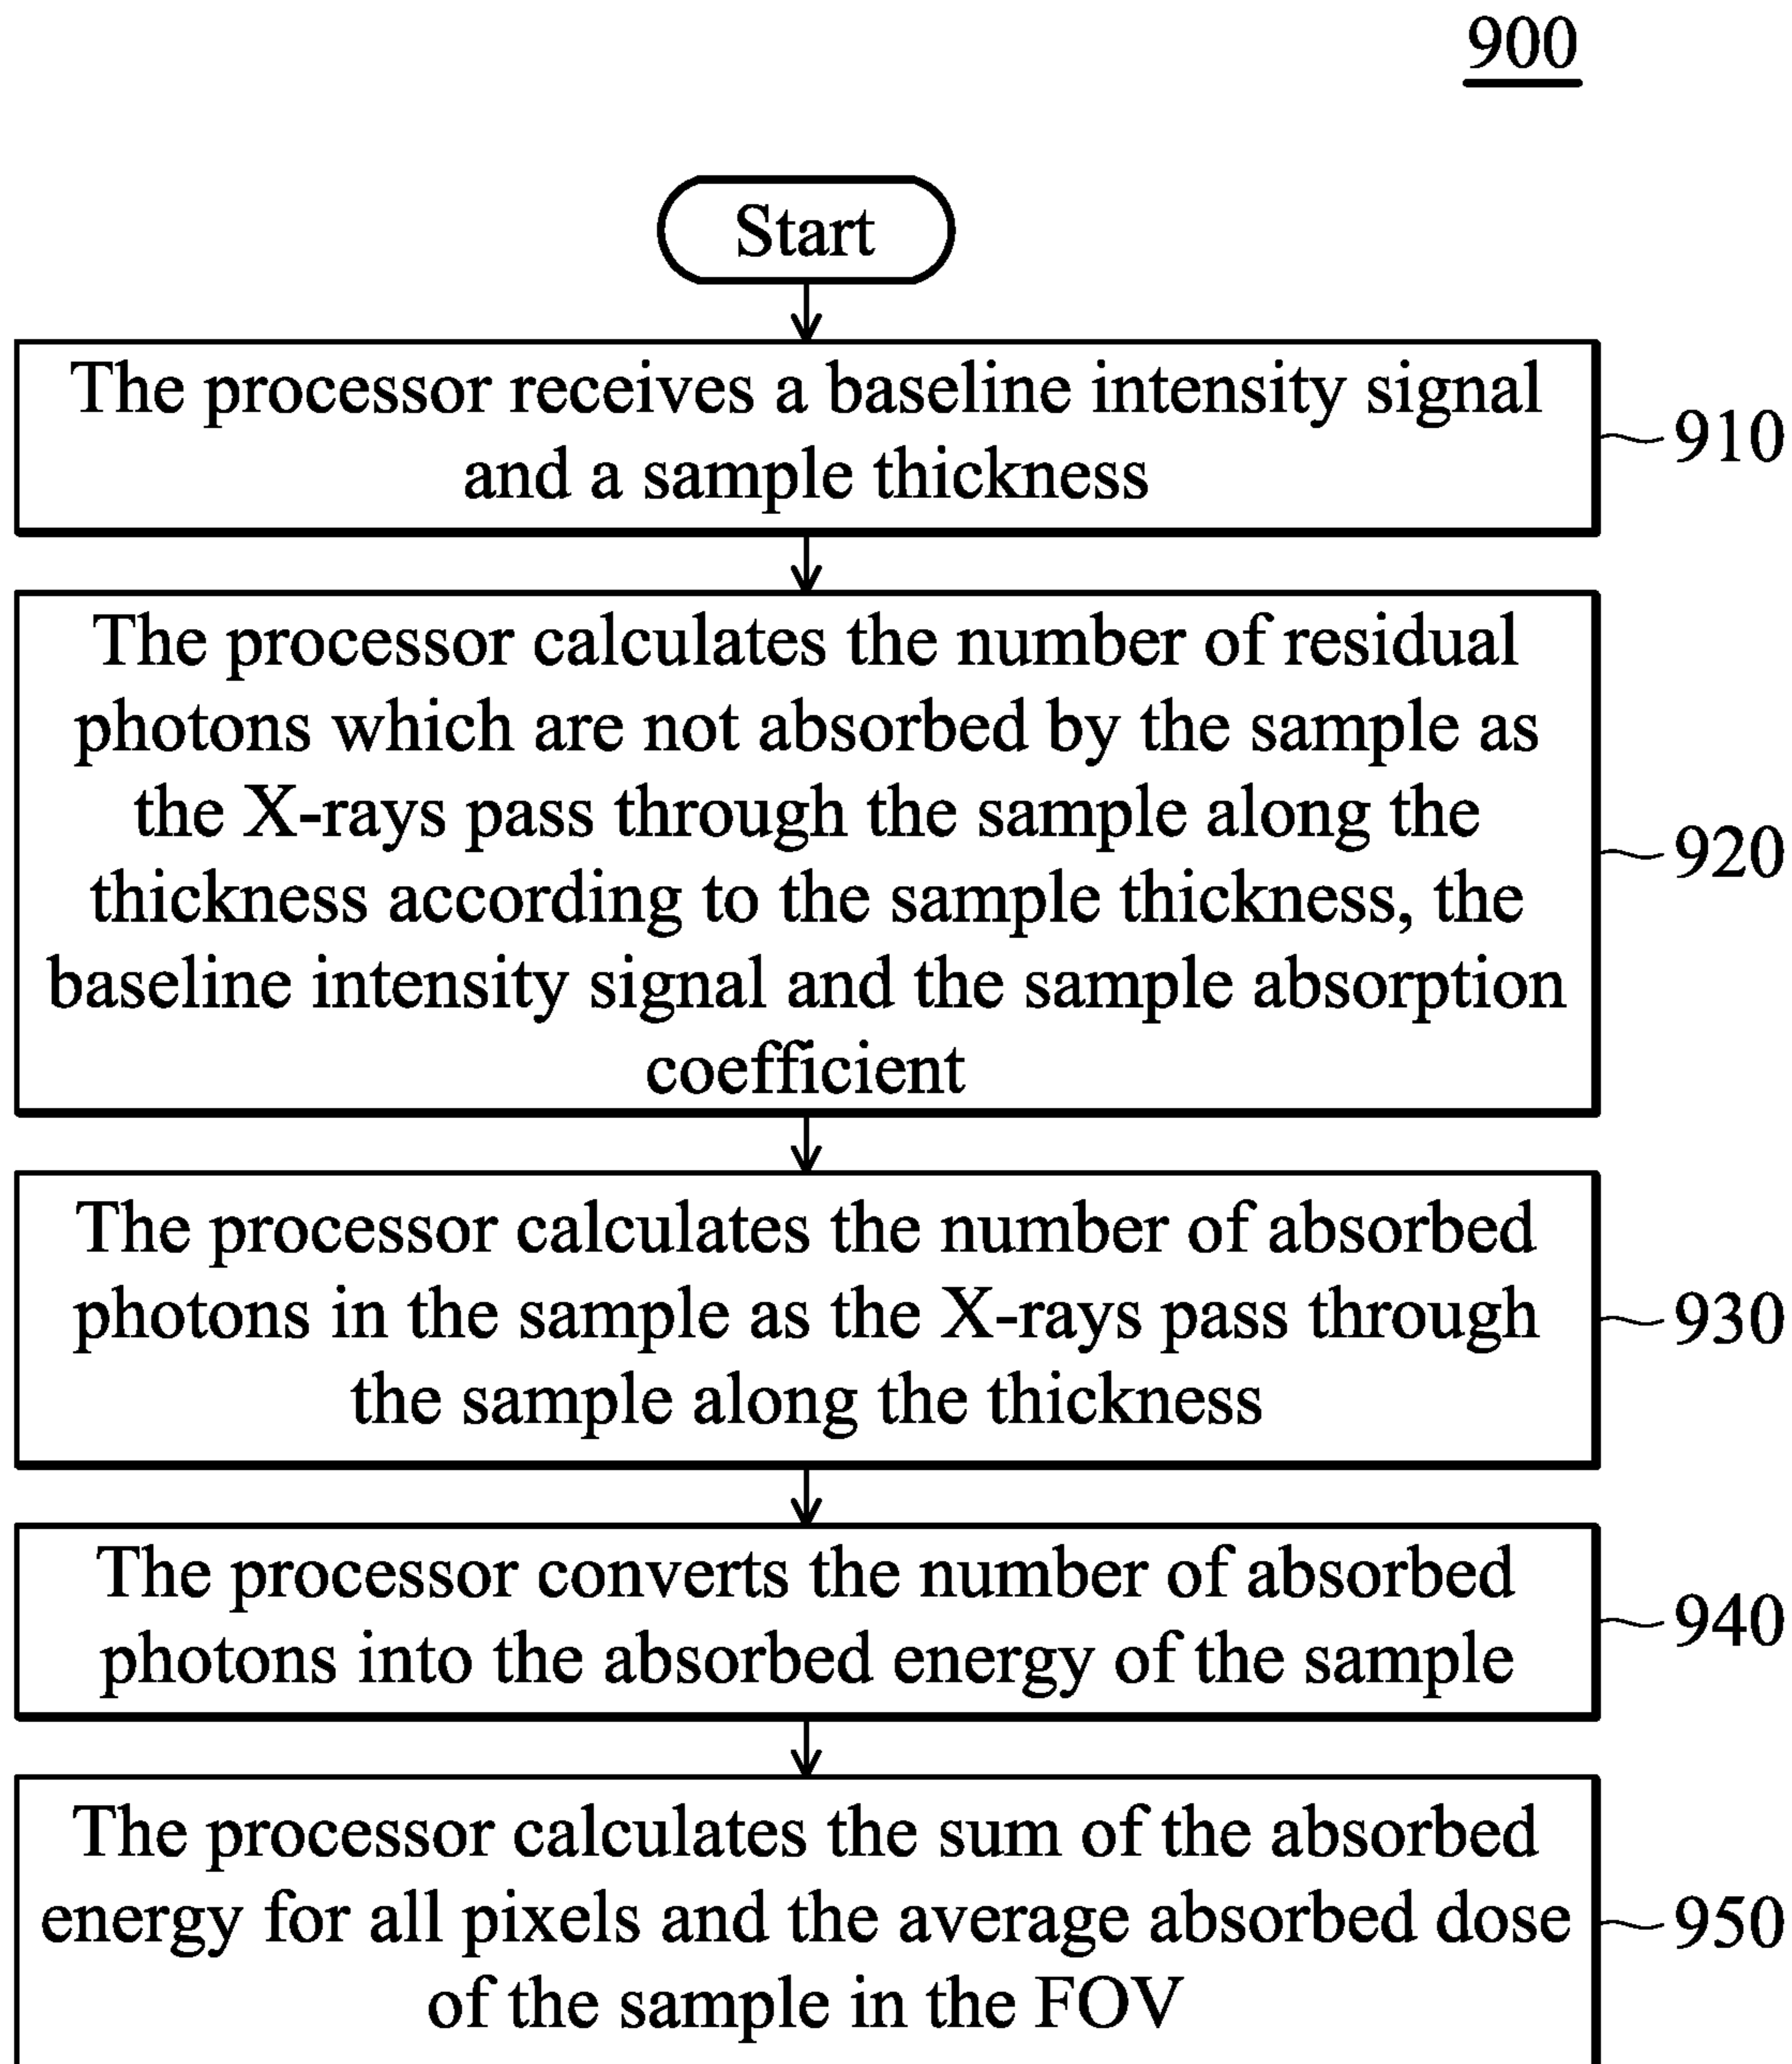 900
Start
The processor receives a baseline intensity signal
and a sample thickness
910
The processor calculates the number of residual
photons which are not absorbed by the sample as
the X-rays pass through the sample along the
thickness according to the sample thickness, the
baseline intensity signal and the sample absorption
coefficient
920
The processor calculates the number of absorbed
photons in the sample as the X-rays pass through
the sample along the thickness
930
The processor converts the number of absorbed
photons into the absorbed energy of the sample
940
The processor calculates the sum of the absorbed
energy for all pixels and the average absorbed dose
of the sample in the FOV
950